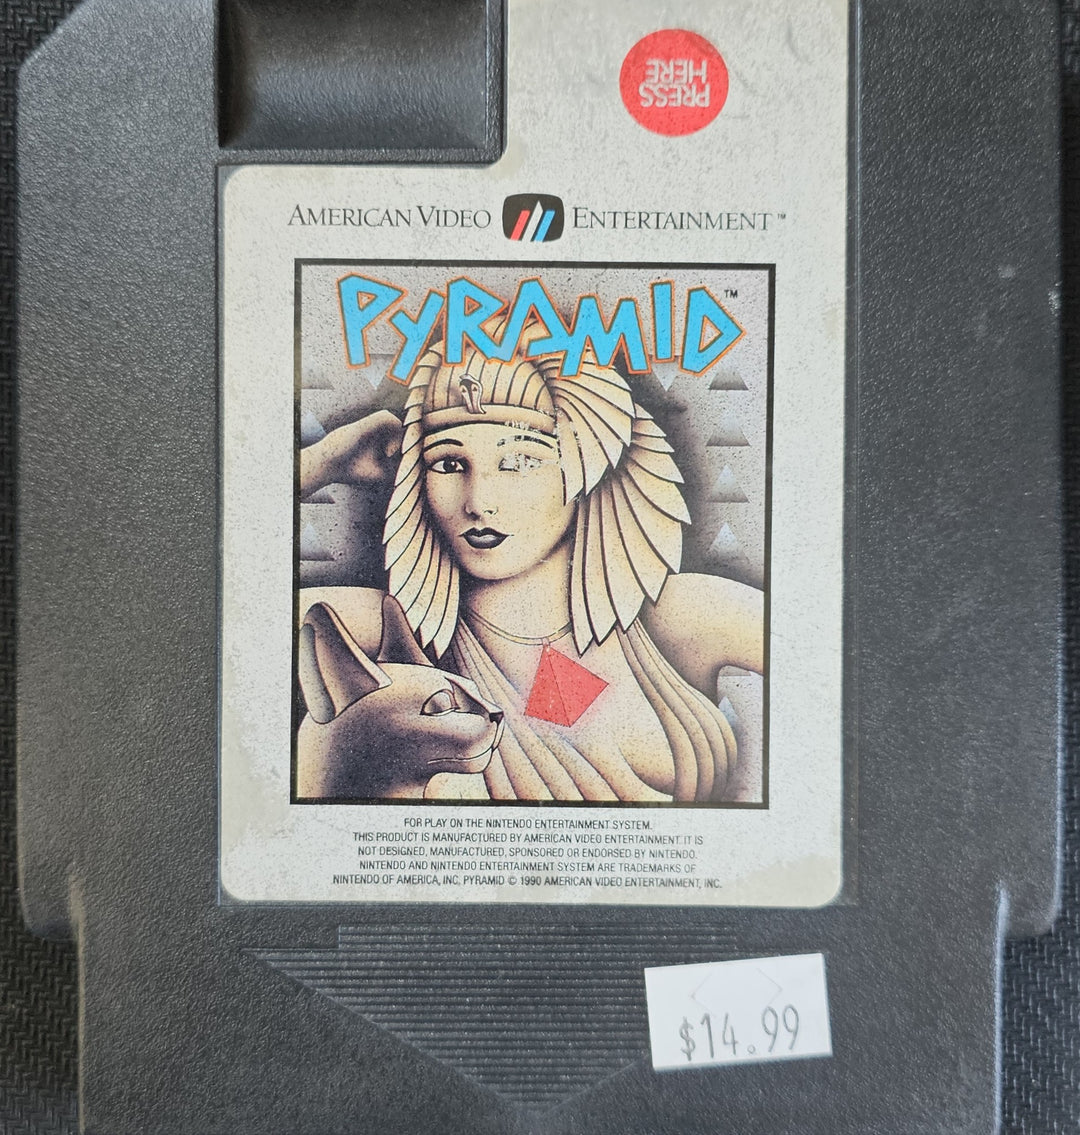 PRESS
HERE
AMERICAN VIDEO ENTERTAINMENT™
PYRAMID™
FOR PLAY ON THE NINTENDO ENTERTAINMENT SYSTEM.
THIS PRODUCT IS MANUFACTURED BY AMERICAN VIDEO ENTERTAINMENT. IT IS
NOT DESIGNED, MANUFACTURED, SPONSORED OR ENDORSED BY NINTENDO.
NINTENDO AND NINTENDO ENTERTAINMENT SYSTEM ARE TRADEMARKS OF
NINTENDO OF AMERICA, INC. PYRAMID © 1990 AMERICAN VIDEO ENTERTAINMENT, INC.
$14.99